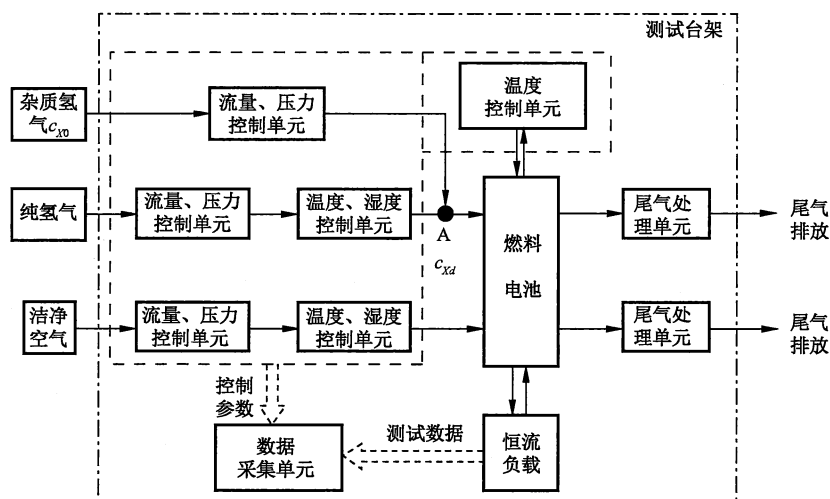 测试台架
温度
控制单元
杂质氢
气cX0
流量、压力
控制单元
纯氢气
流量、压力
控制单元
温度、湿度
控制单元
A
cXd
燃料
电池
尾气处
理单元
尾气
排放
洁净
空气
流量、压力
控制单元
温度、湿度
控制单元
尾气处
理单元
尾气
排放
控制
参数
数据
采集单元
测试数据
恒流
负载